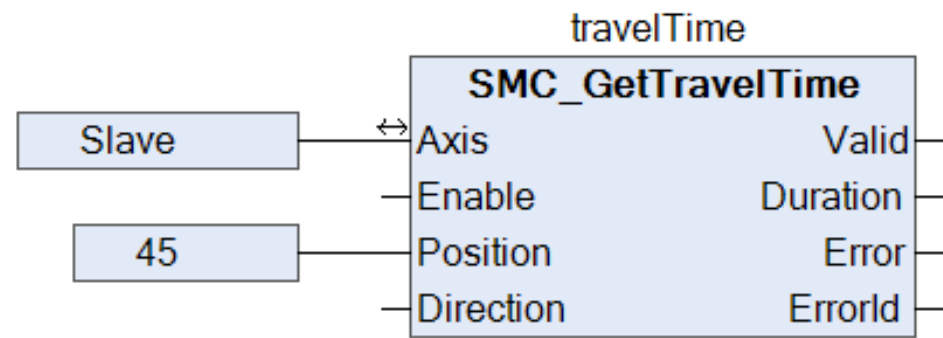 travelTime
SMC_GetTravelTime
Slave Axis Valid
Enable Duration
45 Position Error
Direction ErrorId